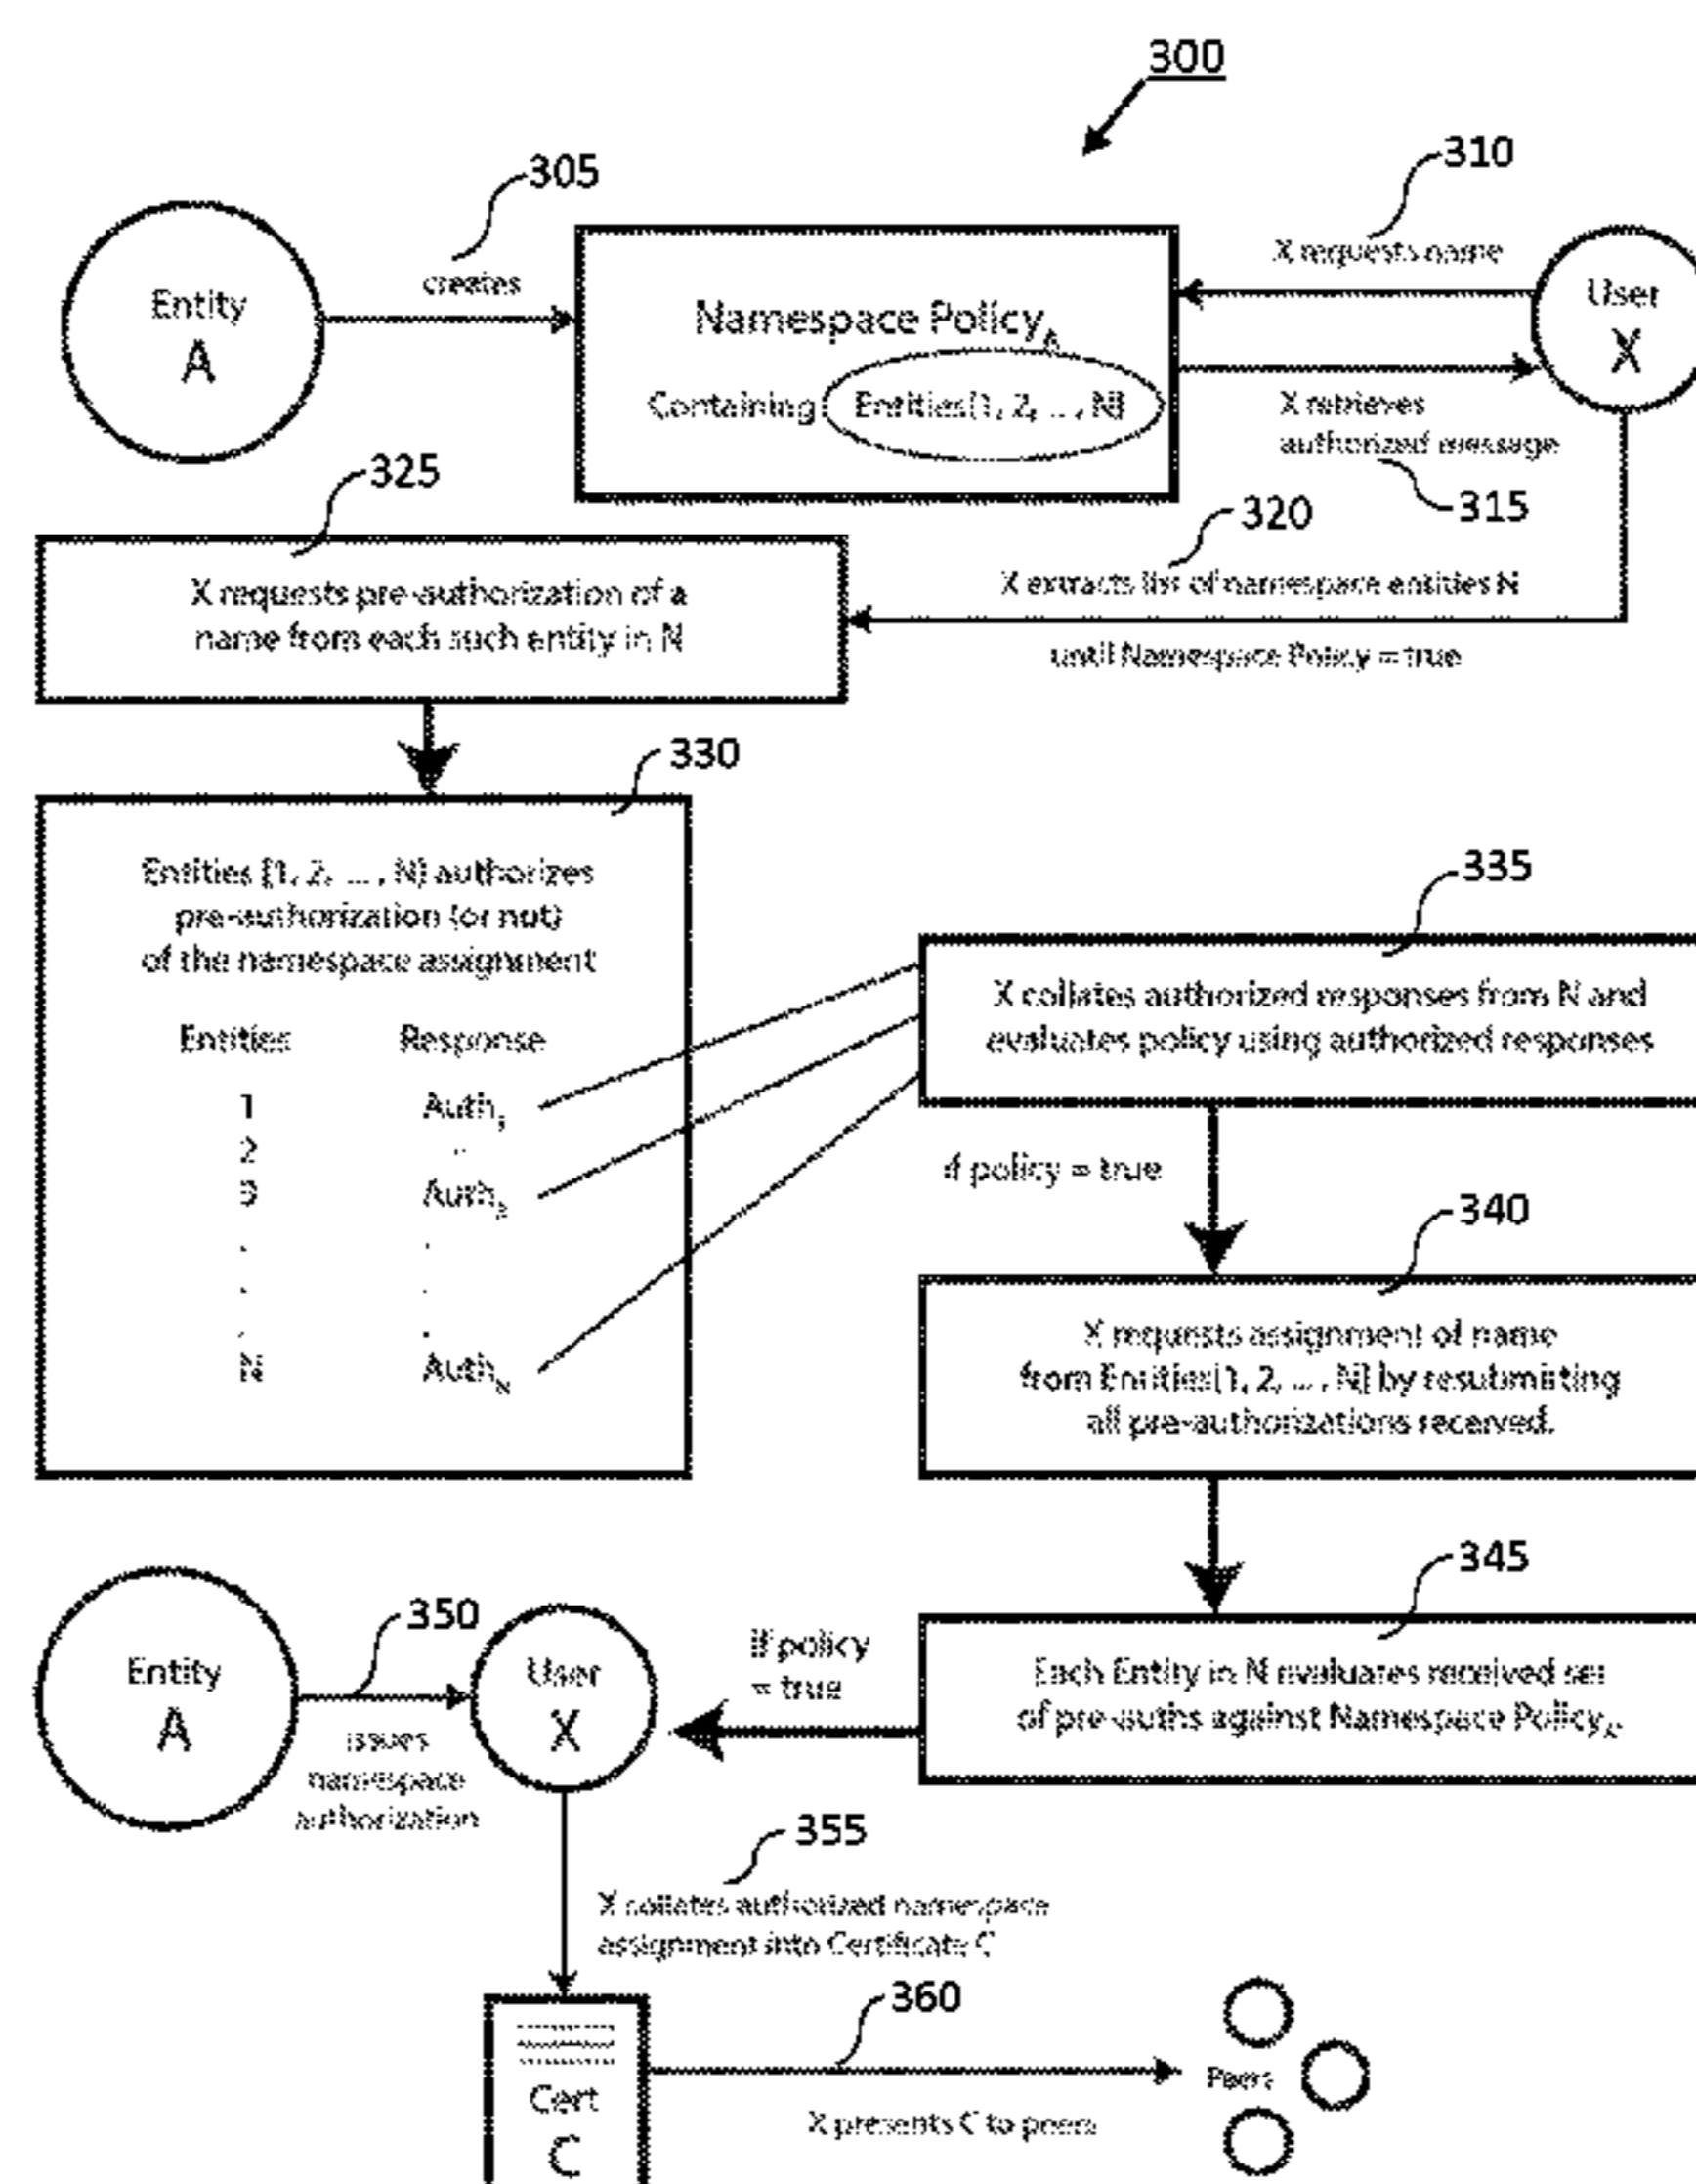 300
305
310
Entity
A
creates
Namespace Policy
Containing Entities{1, 2, ... , N}
X requests name
User
X
X retrieves
authorized message
315
320
325
X extracts list of namespace entities N
until Namespace Policy = true
X requests pre-authorization of a
name from each such entity in N
330
Entities {1, 2, ... , N} authorizes
pre-authorization (or not)
of the namespace assignment
Entities Response
1 Auth
2 "
3 Auth
.
.
.
N Auth
335
X collates authorized responses from N and
evaluates policy using authorized responses
if policy = true
340
X requests assignment of name
from Entities{1, 2, ... , N} by resubmitting
all pre-authorizations received.
345
Each Entity in N evaluates received set
of pre-auths against Namespace Policy
if policy
= true
Entity
A
350
issues
namespace
authorization
User
X
355
X collates authorized namespace
assignment into Certificate C
360
Cert
C
X presents C to peers
Peers